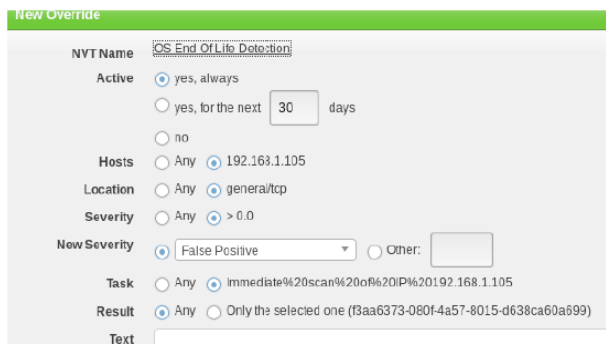 New Override
NVT Name OS End Of Life Detection
Active yes, always
yes, for the next 30 days
no
Hosts Any 192.168.1.105
Location Any general/tcp
Severity Any > 0.0
New Severity False Positive Other:
Task Any Immediate%20scan%20of%20IP%20192.168.1.105
Result Any Only the selected one (f3aa6373-080f-4a57-8015-d638ca60a699)
Text